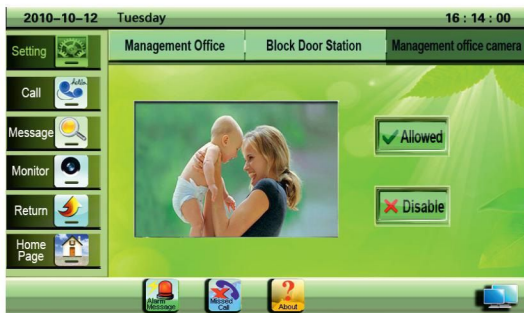 2010-10-12 Tuesday 16 : 14 : 00
Setting
Management Office
Block Door Station
Management office camera
Call
Message
Monitor
Return
Home
Page
Allowed
Disable
Alarm
Message
Missed
Call
About